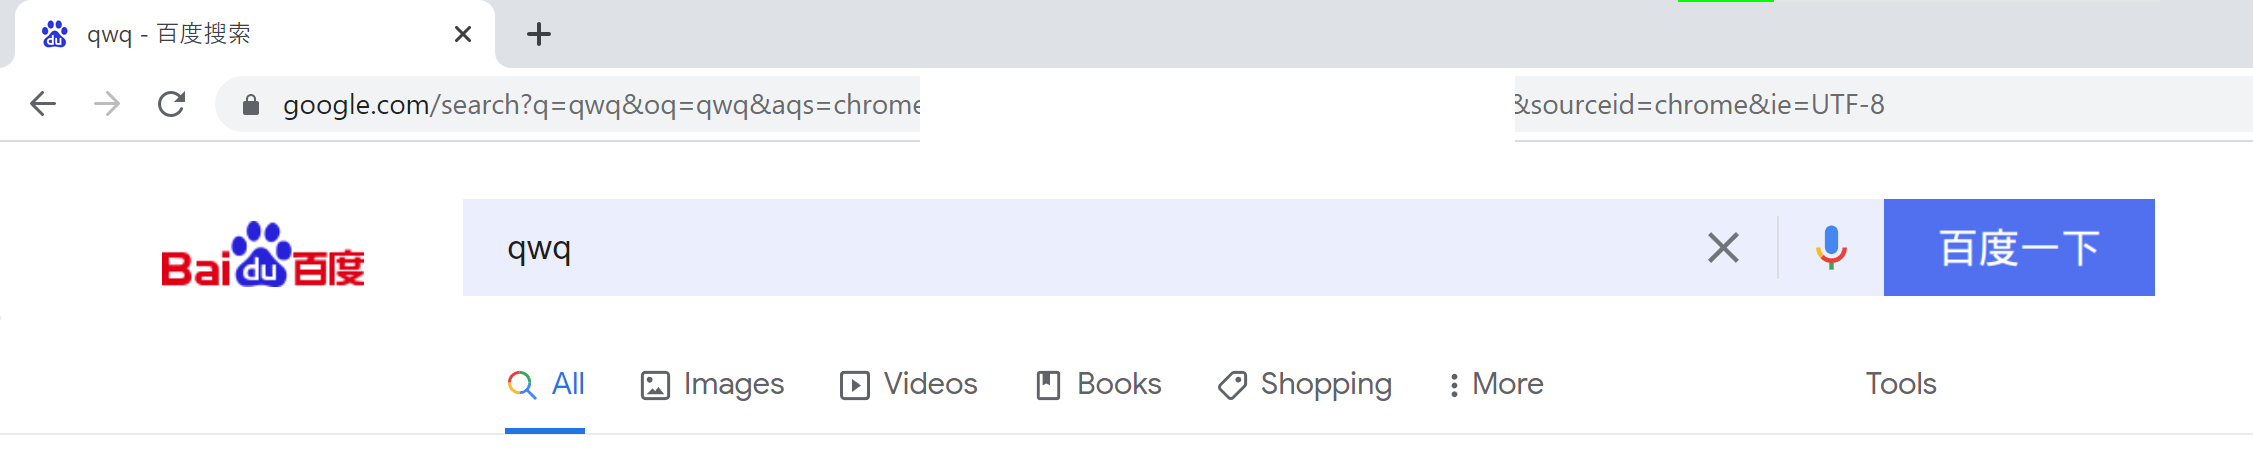 qwq - 百度搜索
google.com/search?q=qwq&oq=qwq&aqs=chrome &sourceid=chrome&ie=UTF-8
Bai du 百度 qwq 百度一下
All Images Videos Books Shopping More Tools